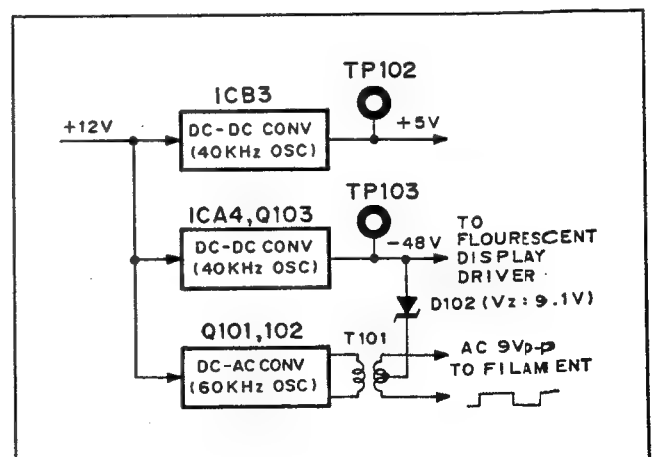 TP102
ICB3
+12V
DC-DC CONV
(40KHz OSC)
+5V
TP103
ICA4,Q103
DC-DC CONV
(40KHz OSC)
-48V
TO
FLOURESCENT
DISPLAY
DRIVER
D102 (Vz: 9.1V)
Q101,102
T101
DC-AC CONV
(60KHz OSC)
AC 9Vp-p
TO FILAMENT